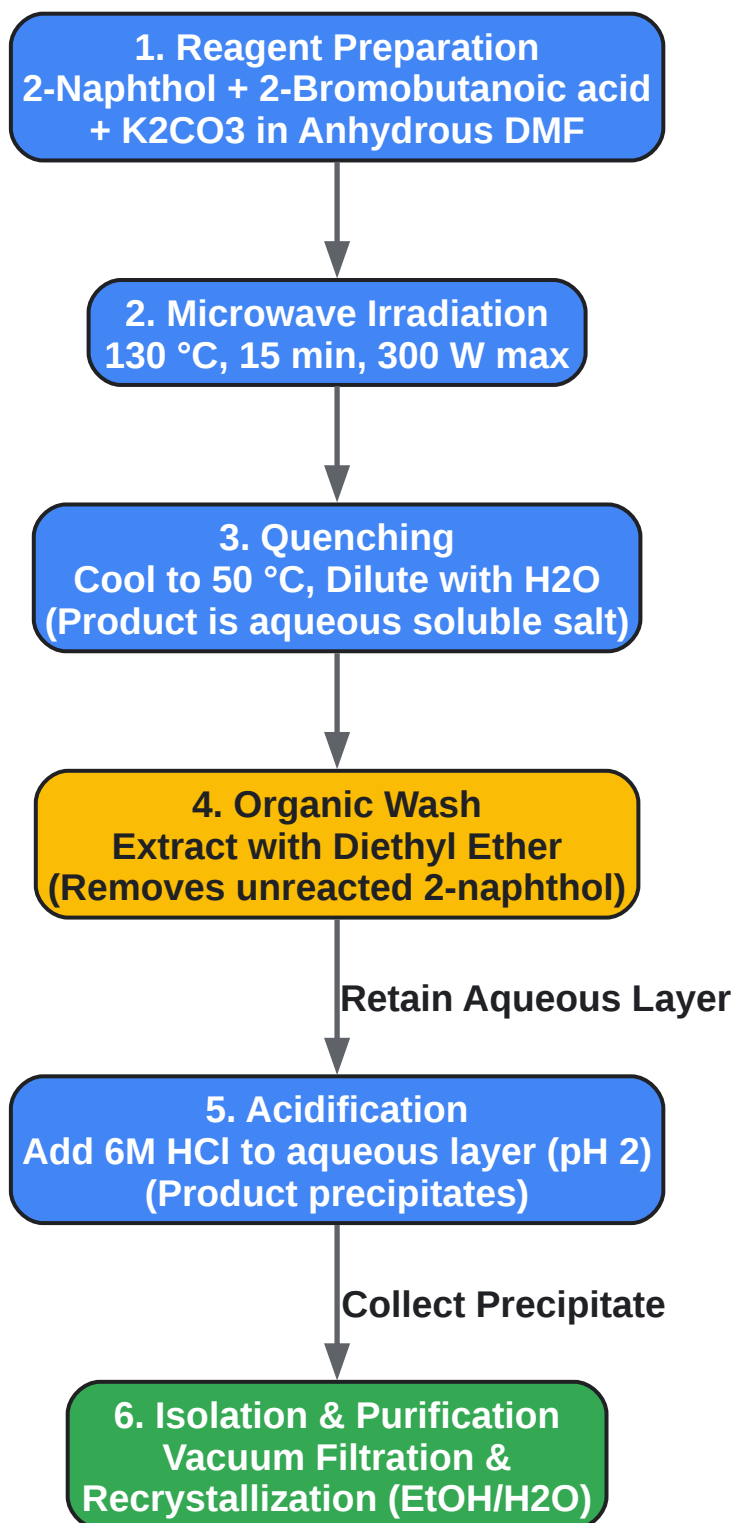 1. Reagent Preparation
2-Naphthol + 2-Bromobutanoic acid
+ K2CO3 in Anhydrous DMF
2. Microwave Irradiation
130 °C, 15 min, 300 W max
3. Quenching
Cool to 50 °C, Dilute with H2O
(Product is aqueous soluble salt)
4. Organic Wash
Extract with Diethyl Ether
(Removes unreacted 2-naphthol)
Retain Aqueous Layer
5. Acidification
Add 6M HCl to aqueous layer (pH 2)
(Product precipitates)
Collect Precipitate
6. Isolation & Purification
Vacuum Filtration &
Recrystallization (EtOH/H2O)